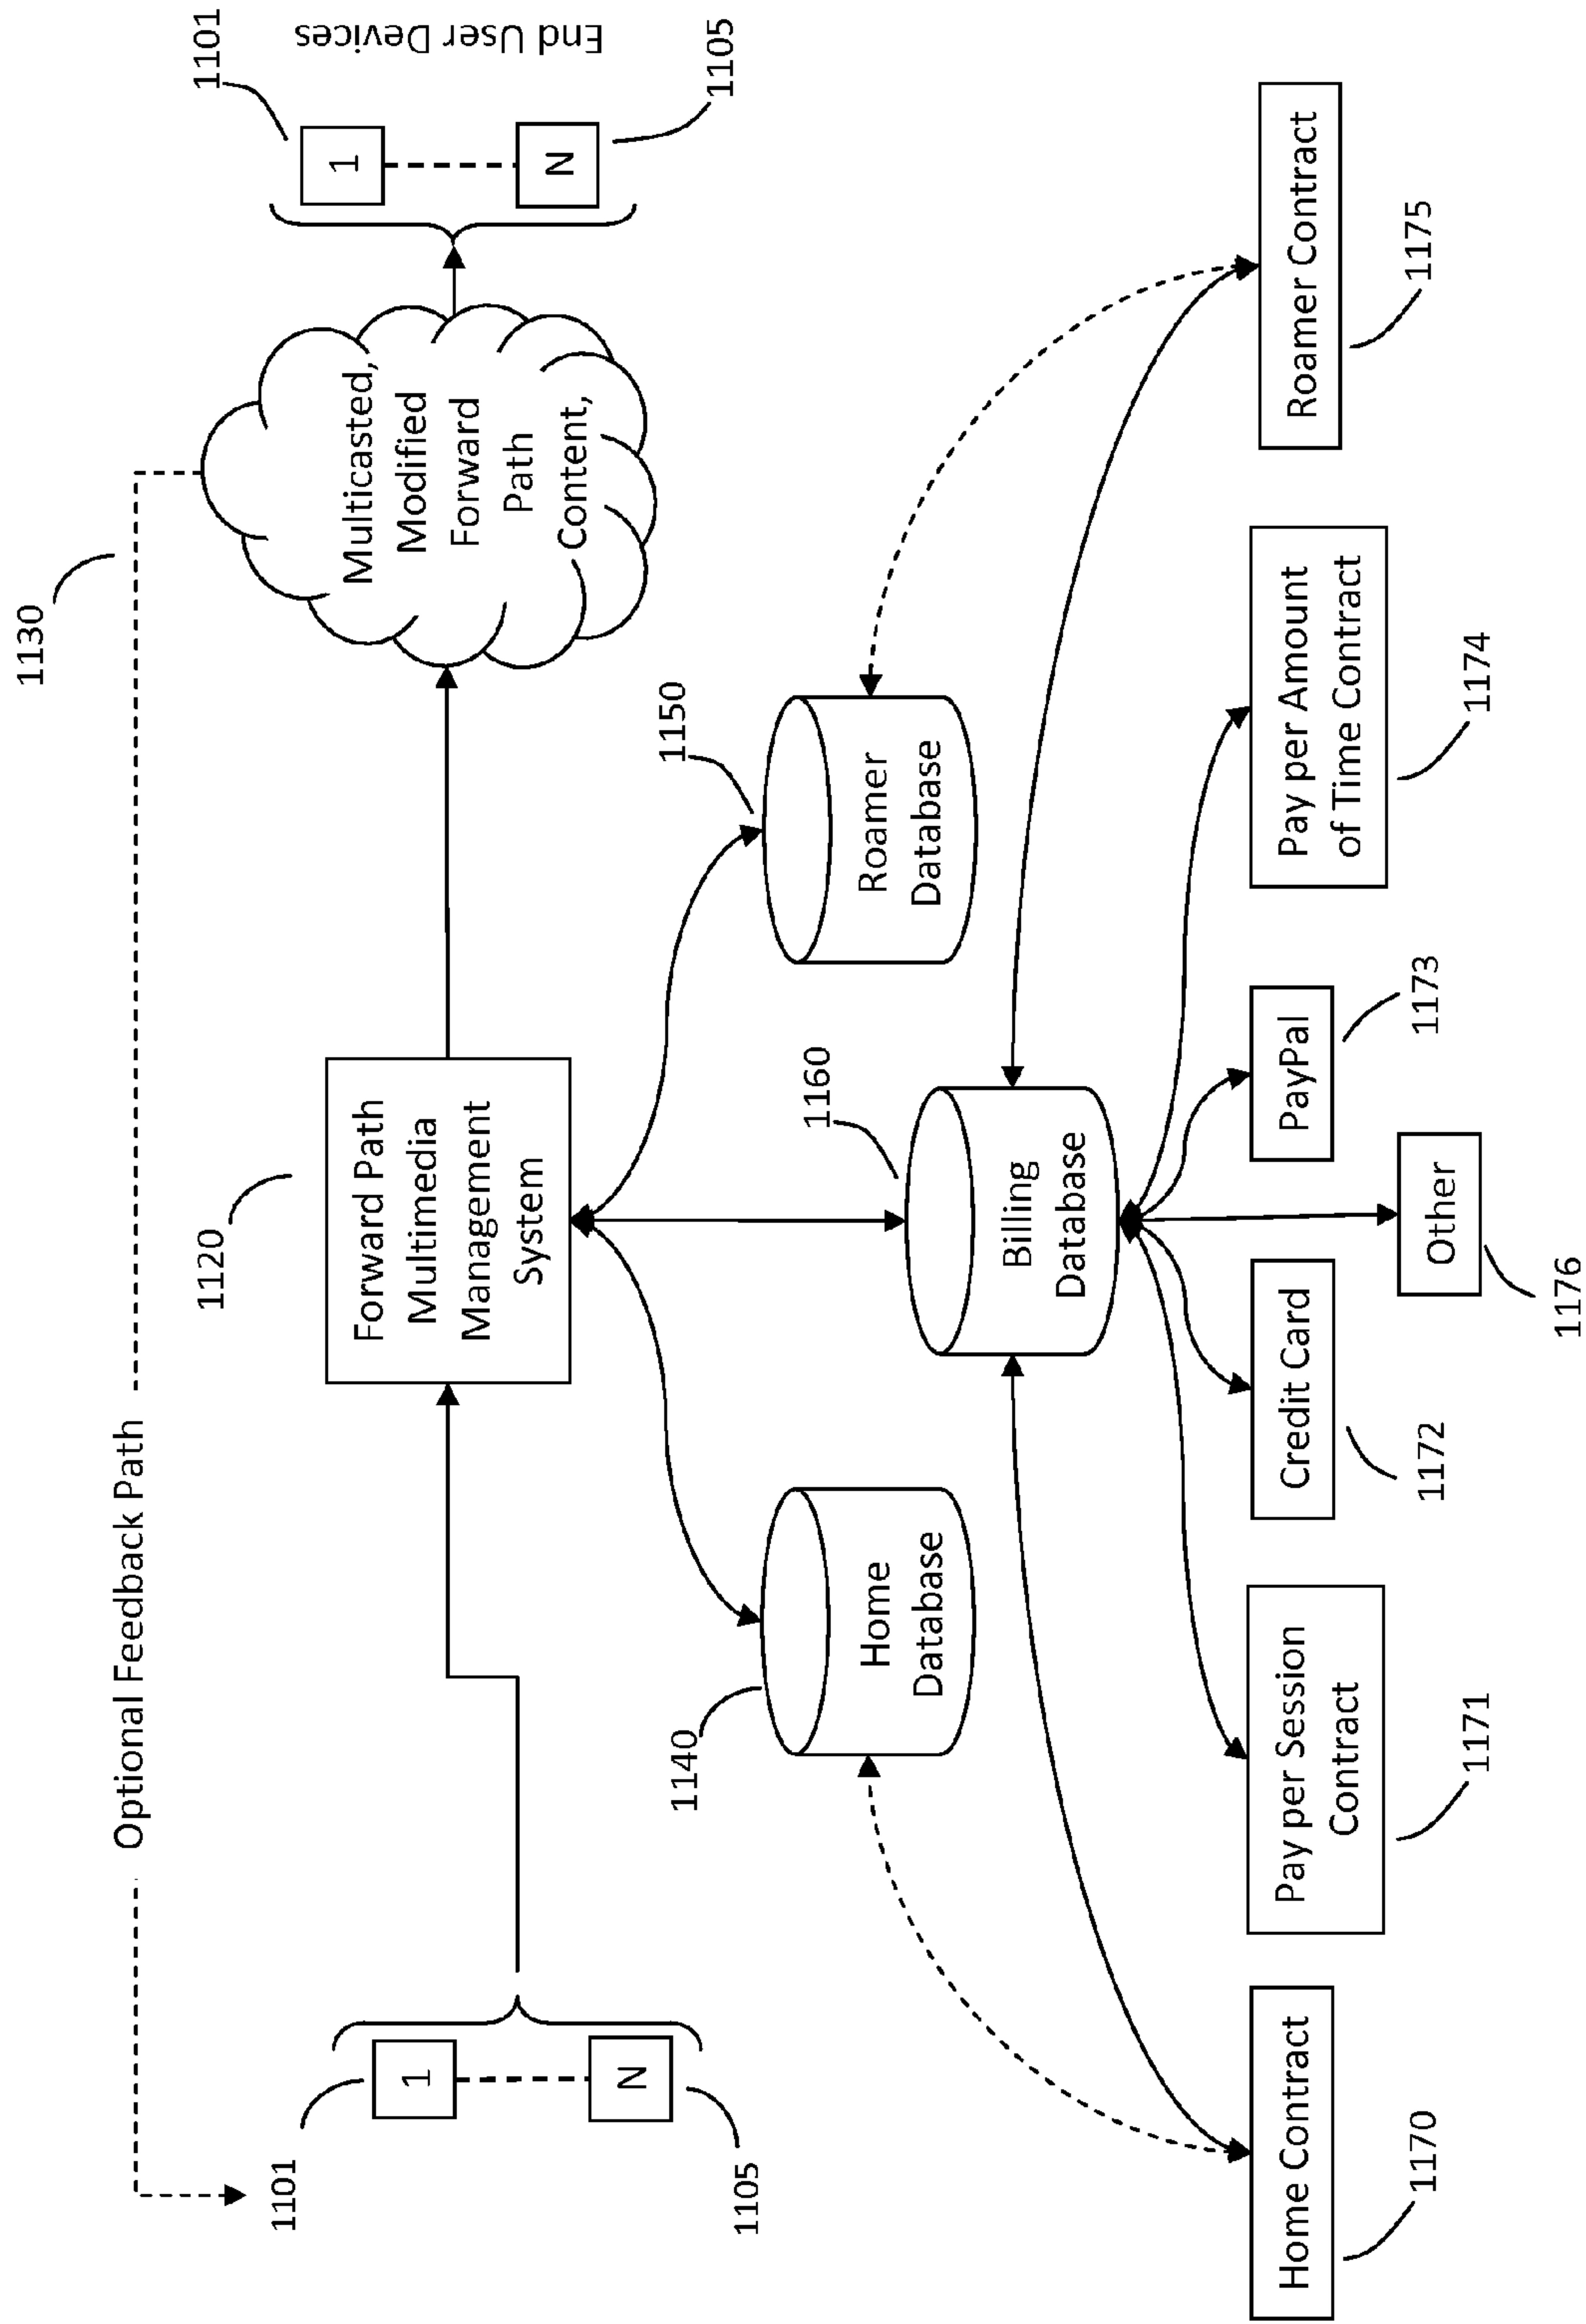 1130
Optional Feedback Path
1101
1
N
1105
1120
Forward Path
Multimedia
Management
System
Multicasted,
Modified
Forward
Path
Content,
1101
1
N
1105
End User Devices
1140
Home
Database
1150
Roamer
Database
1160
Billing
Database
Home Contract
1170
Pay per Session
Contract
1171
Credit Card
1172
Other
1176
PayPal
1173
Pay per Amount
of Time Contract
1174
Roamer Contract
1175